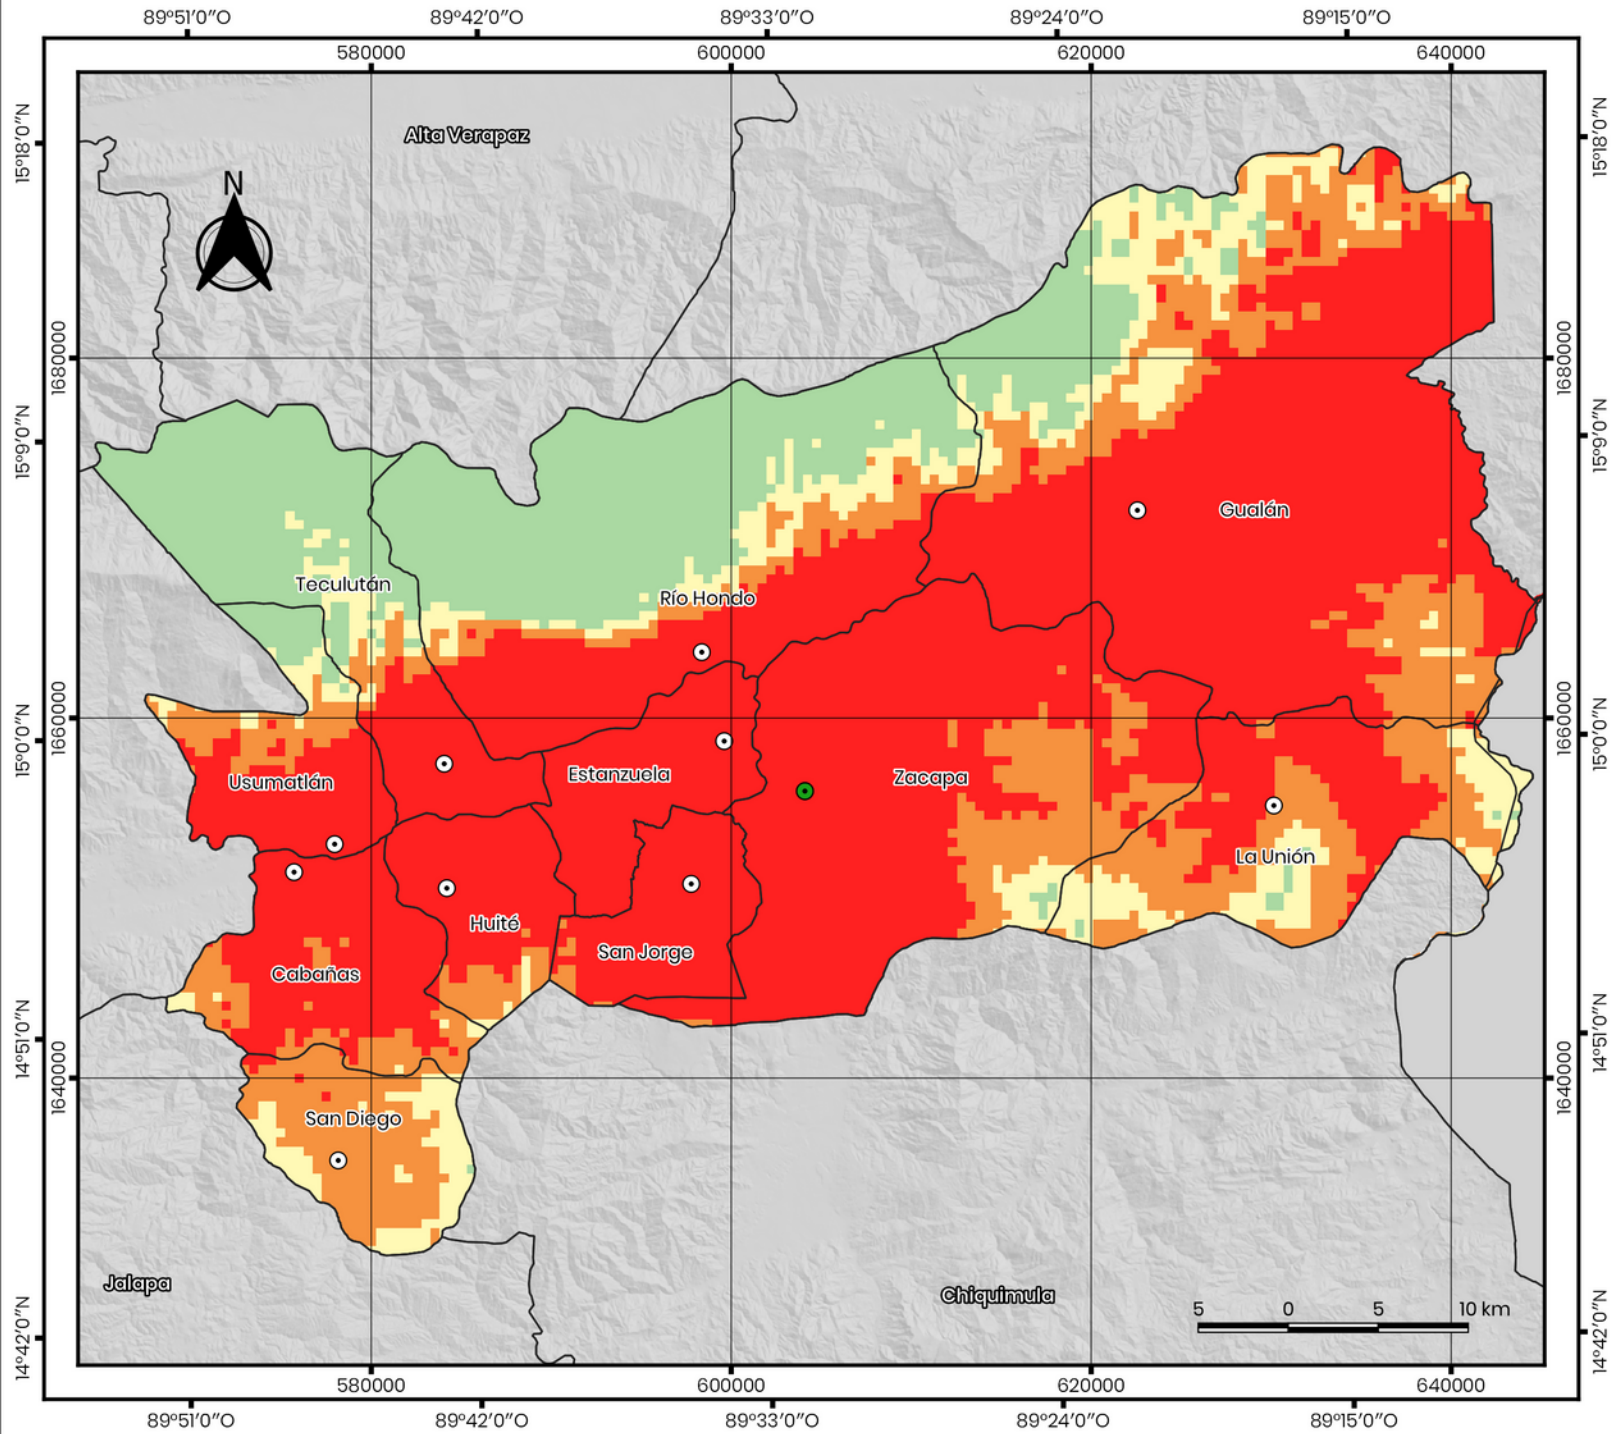 89°51'0"O 89°42'0"O 89°33'0"O 89°24'0"O 89°15'0"O
580000 600000 620000 640000
15°18'0"N 15°18'0"N
Alta Verapaz
N
1680000 1680000
15°9'0"N 15°9'0"N
Gualán
Teculután
Río Hondo
1660000 1660000
15°0'0"N 15°0'0"N
Usumatlán Estanzuela Zacapa
La Unión
Huité
San Jorge
Cabañas
14°51'0"N 14°51'0"N
1640000 1640000
San Diego
Jalapa Chiquimula
5 0 5 10 km
14°42'0"N 14°42'0"N
580000 600000 620000 640000
89°51'0"O 89°42'0"O 89°33'0"O 89°24'0"O 89°15'0"O